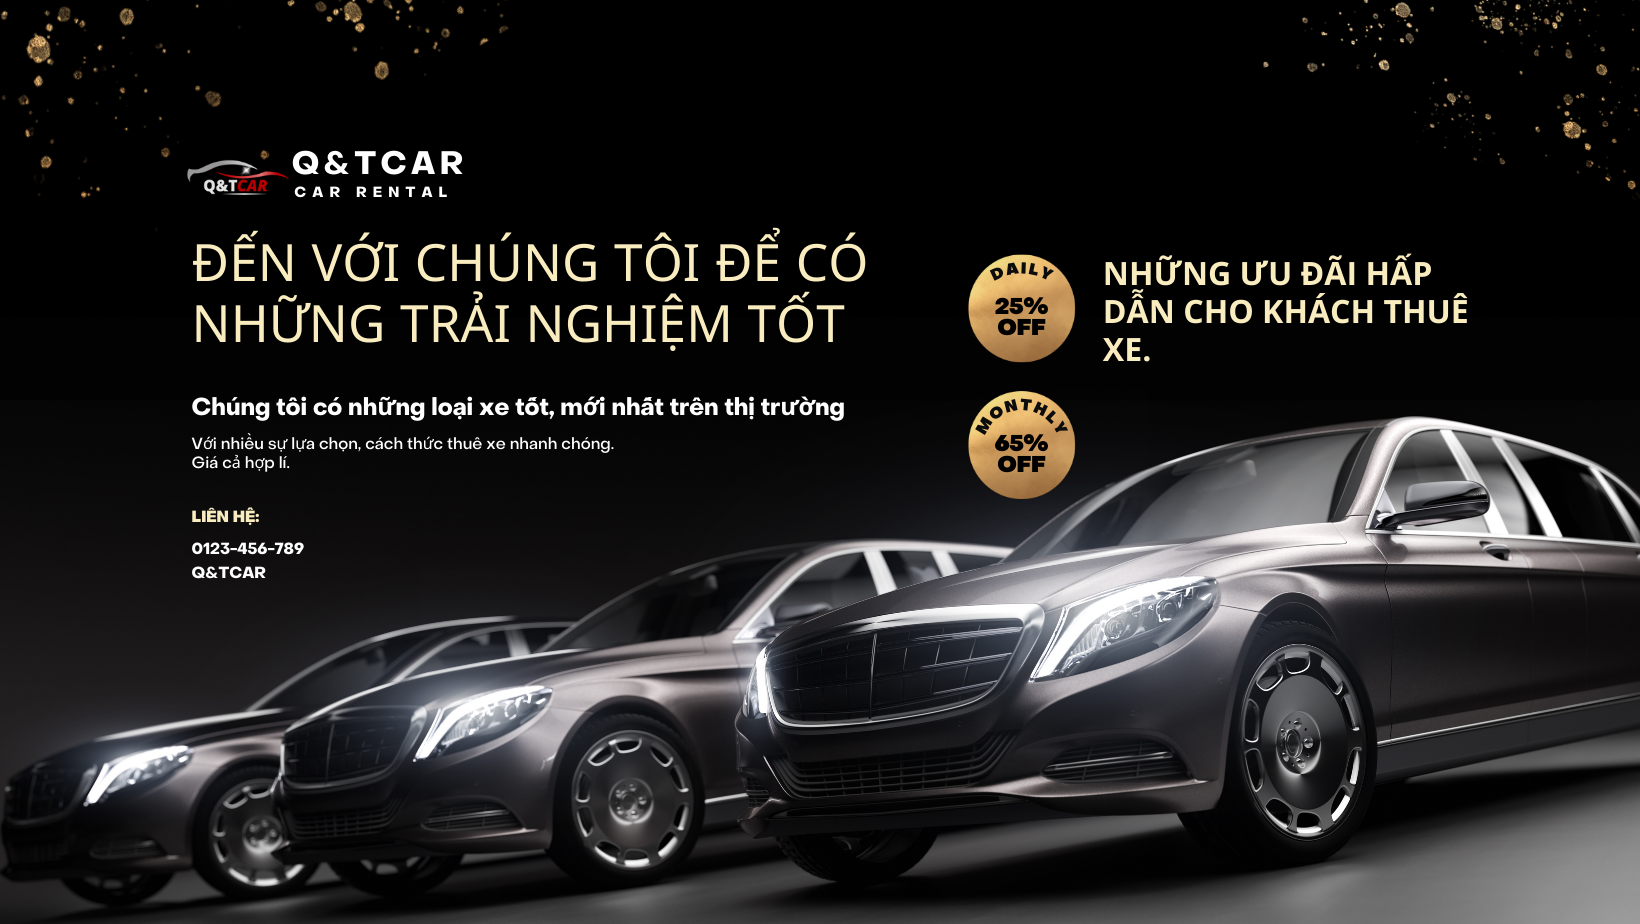 Q&TCAR
Q&TCAR
CAR RENTAL
ĐẾN VỚI CHÚNG TÔI ĐỂ CÓ
NHỮNG TRẢI NGHIỆM TỐT
Chúng tôi có những loại xe tốt, mới nhất trên thị trường
Với nhiều sự lựa chọn, cách thức thuê xe nhanh chóng.
Giá cả hợp lí.
LIÊN HỆ:
0123-456-789
Q&TCAR
DAILY
25%
OFF
NHỮNG ƯU ĐÃI HẤP
DẪN CHO KHÁCH THUÊ
XE.
MONTHLY
65%
OFF